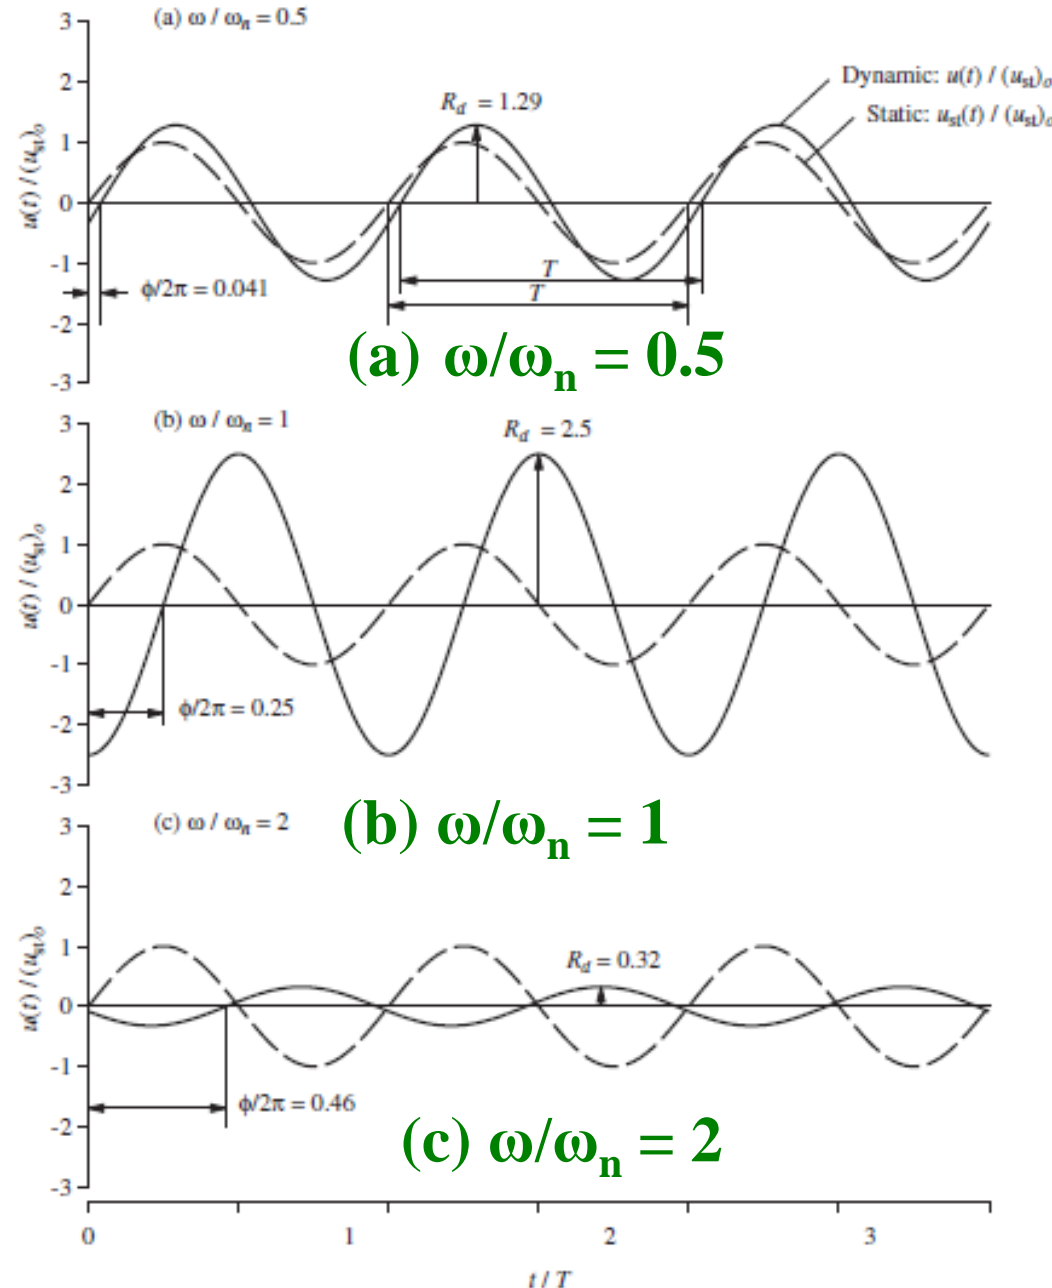 3
(a) ω / ωn = 0.5
2
Rd = 1.29
Dynamic: u(t) / (ust)o
Static: ust(t) / (ust)o
1
u(t) / (ust)o
0
-1
T
ϕ/2π = 0.041
T
-2
(a) ω/ωn = 0.5
-3
3
(b) ω / ωn = 1
Rd = 2.5
2
1
u(t) / (ust)o
0
-1
ϕ/2π = 0.25
-2
-3
(b) ω/ωn = 1
3
(c) ω / ωn = 2
2
1
Rd = 0.32
u(t) / (ust)o
0
-1
ϕ/2π = 0.46
-2
(c) ω/ωn = 2
-3
0 1 2 3
t / T